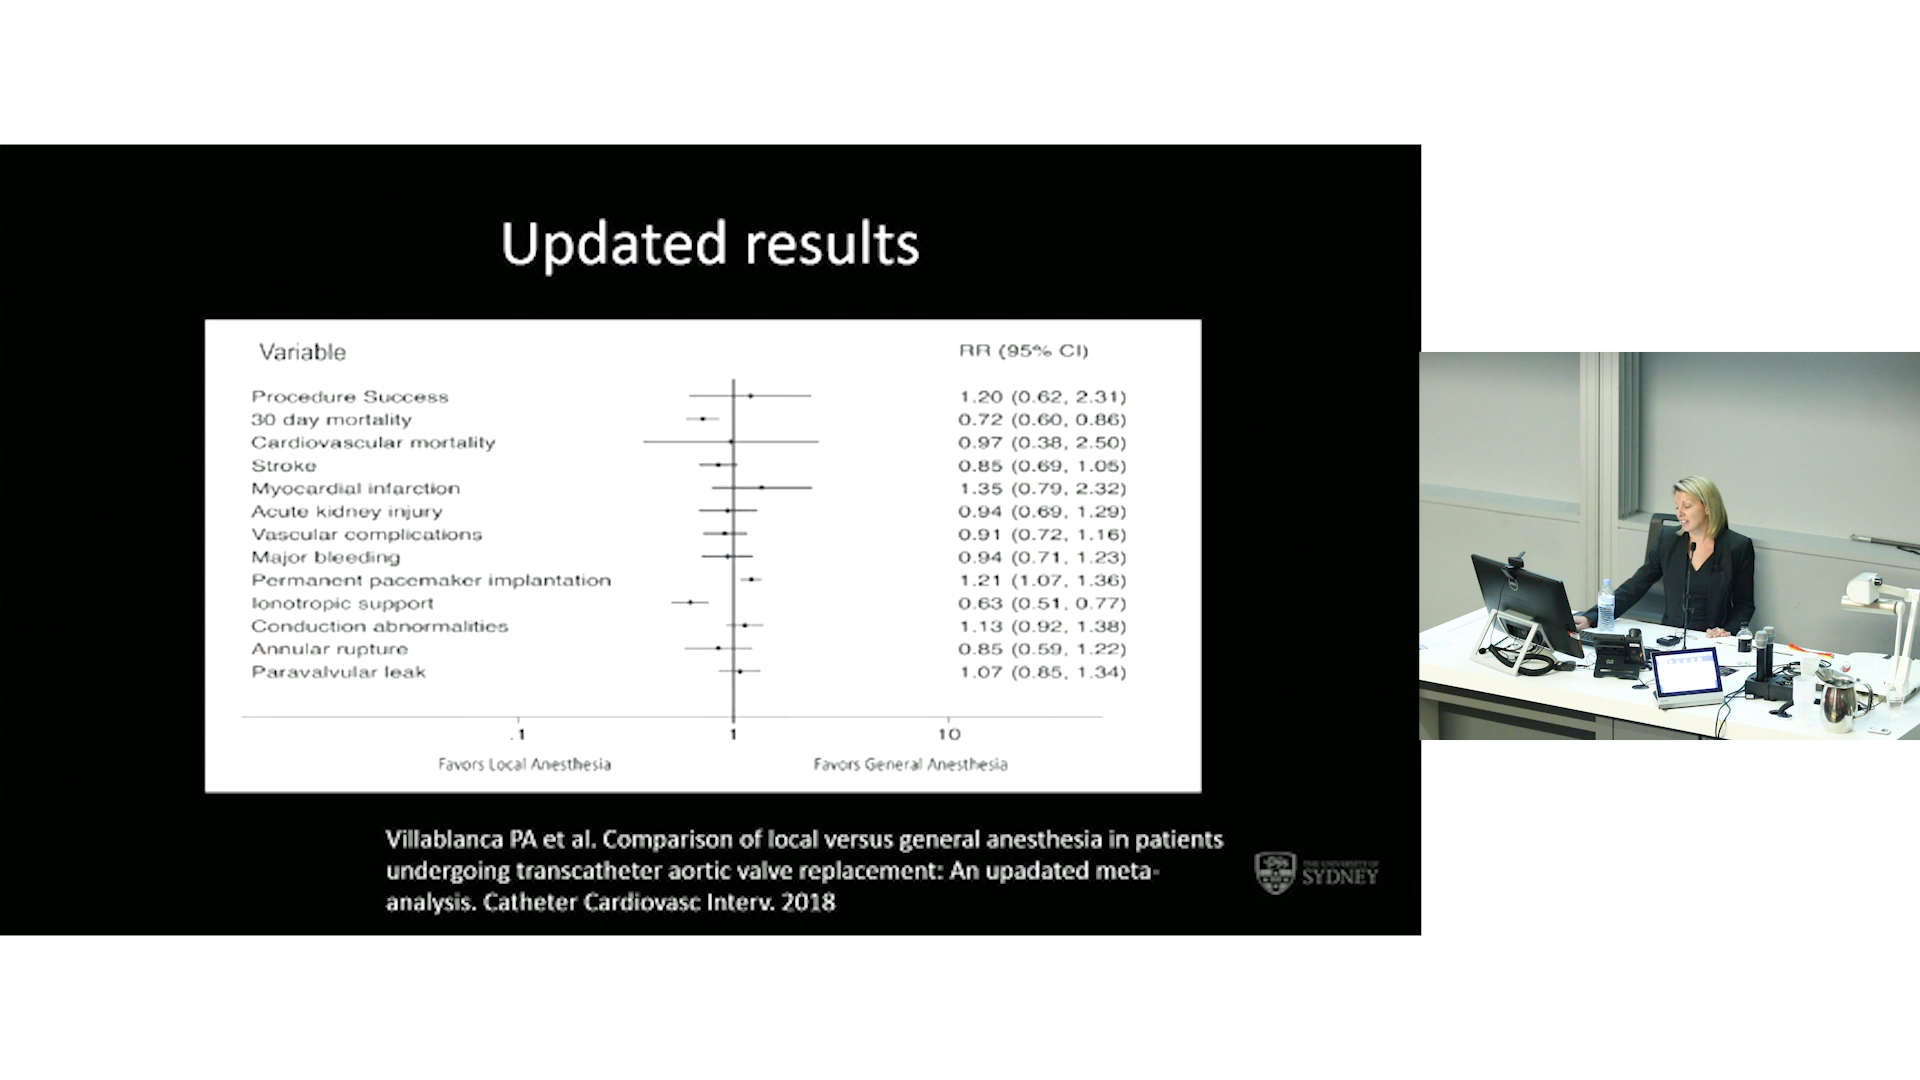 Updated results
Variable RR (95% CI)
Procedure Success 1.20 (0.62, 2.31)
30 day mortality 0.72 (0.60, 0.86)
Cardiovascular mortality 0.97 (0.38, 2.50)
Stroke 0.85 (0.69, 1.05)
Myocardial infarction 1.35 (0.79, 2.32)
Acute kidney injury 0.94 (0.69, 1.29)
Vascular complications 0.91 (0.72, 1.16)
Major bleeding 0.94 (0.71, 1.23)
Permanent pacemaker implantation 1.21 (1.07, 1.36)
Ionotropic support 0.63 (0.51, 0.77)
Conduction abnormalities 1.13 (0.92, 1.38)
Annular rupture 0.85 (0.59, 1.22)
Paravalvular leak 1.07 (0.85, 1.34)
.1 1 10
Favors Local Anesthesia Favors General Anesthesia
Villablanca PA et al. Comparison of local versus general anesthesia in patients
undergoing transcatheter aortic valve replacement: An upadated meta-
analysis. Catheter Cardiovasc Interv. 2018
THE UNIVERSITY OF
SYDNEY